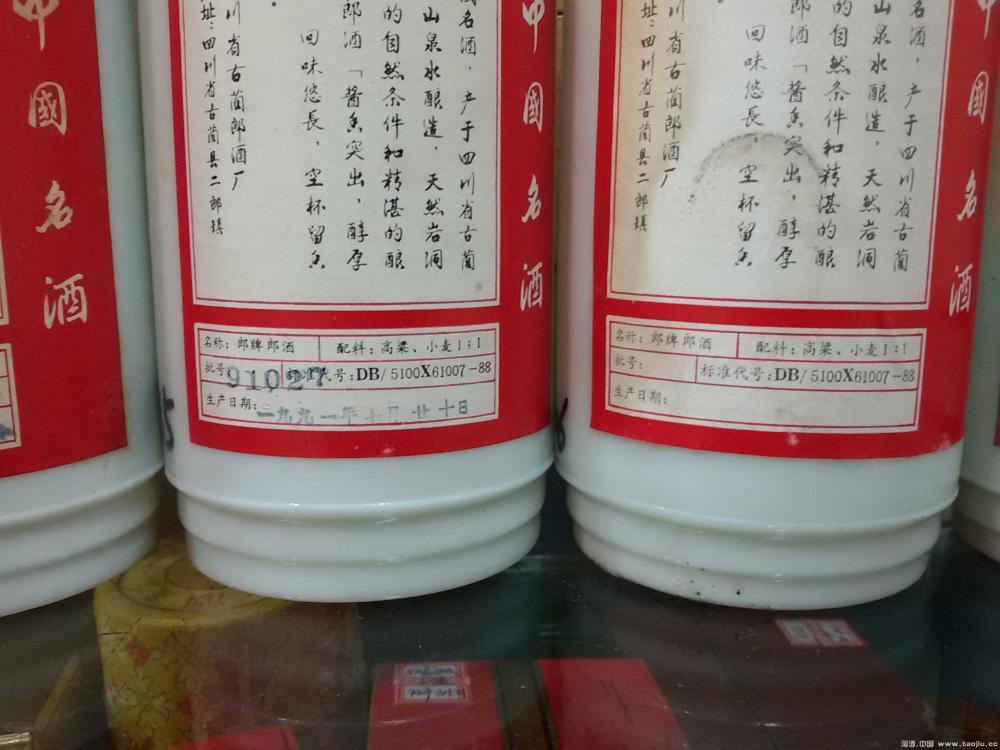 中國名酒
名酒，产于四川省古蔺
山泉水酿造，天然岩洞
的自然条件和精湛的酿
郎酒「酱香突出，醇厚
回味悠長，空杯留香
川省古蔺郎酒厂
址：四川省古蔺县二郎镇
中國名酒
名称：郎牌郎酒
配料：高粱、小麦1:1
批号：91027
标准代号：DB/5100X61007-88
生产日期：一九九一年十月廿十日
名酒，产于四川省古蔺
山泉水酿造，天然岩洞
的自然条件和精湛的酿
郎酒「酱香突出，醇厚
回味悠長，空杯留香
川省古蔺郎酒厂
址：四川省古蔺县二郎镇
中國名酒
名称：郎牌郎酒
配料：高粱、小麦1:1
批号：
标准代号：DB/5100X61007-88
生产日期：
淘酒.中国 www.taojiu.cc